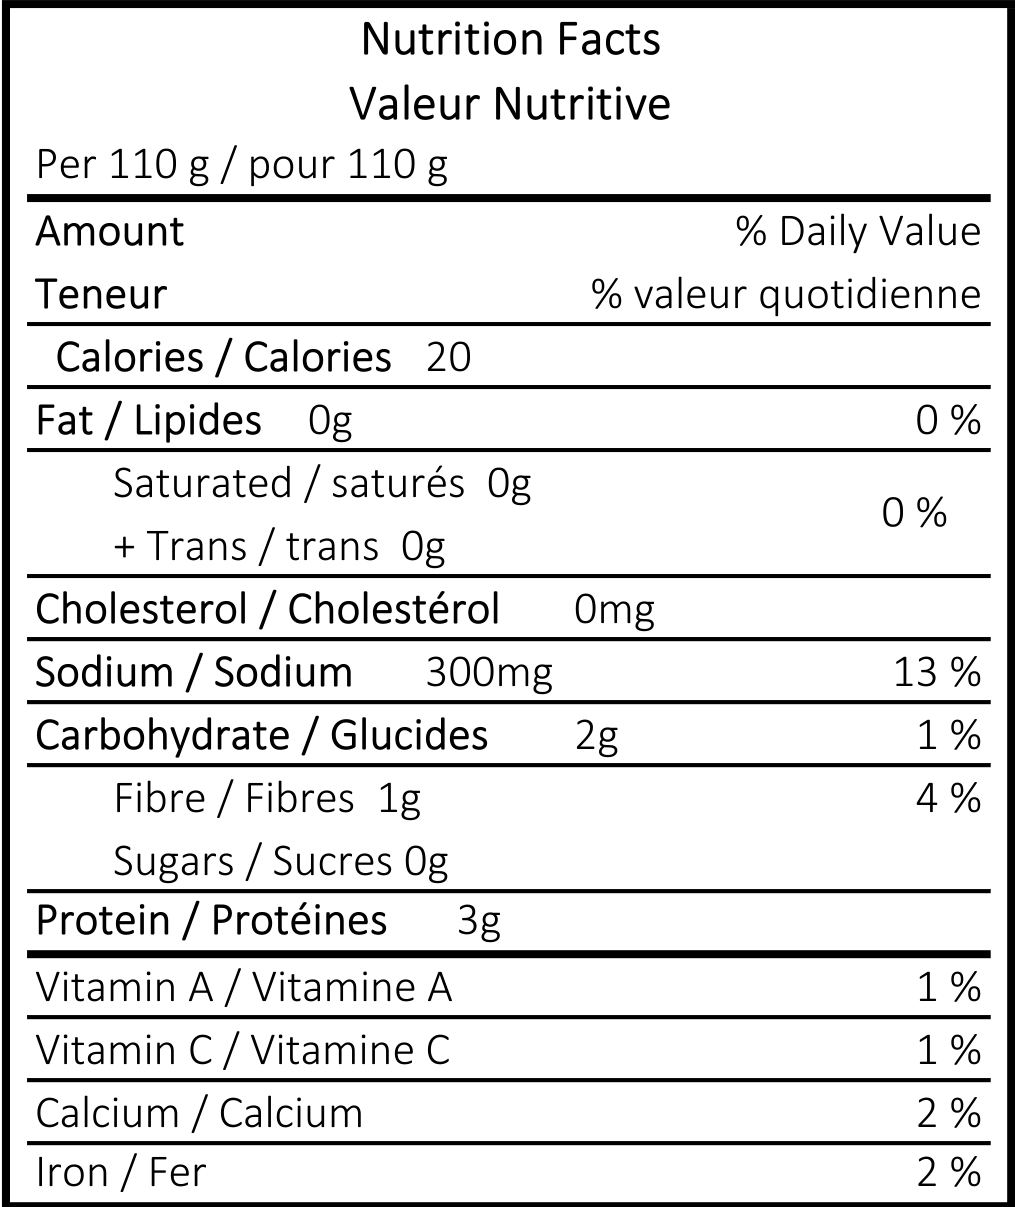 Nutrition Facts
Valeur Nutritive
Per 110 g / pour 110 g
Amount % Daily Value
Teneur % valeur quotidienne
Calories / Calories 20
Fat / Lipides 0g 0 %
Saturated / saturés 0g
0 %
+ Trans / trans 0g
Cholesterol / Cholestérol 0mg
Sodium / Sodium 300mg 13 %
Carbohydrate / Glucides 2g 1 %
Fibre / Fibres 1g 4 %
Sugars / Sucres 0g
Protein / Protéines 3g
Vitamin A / Vitamine A 1 %
Vitamin C / Vitamine C 1 %
Calcium / Calcium 2 %
Iron / Fer 2 %